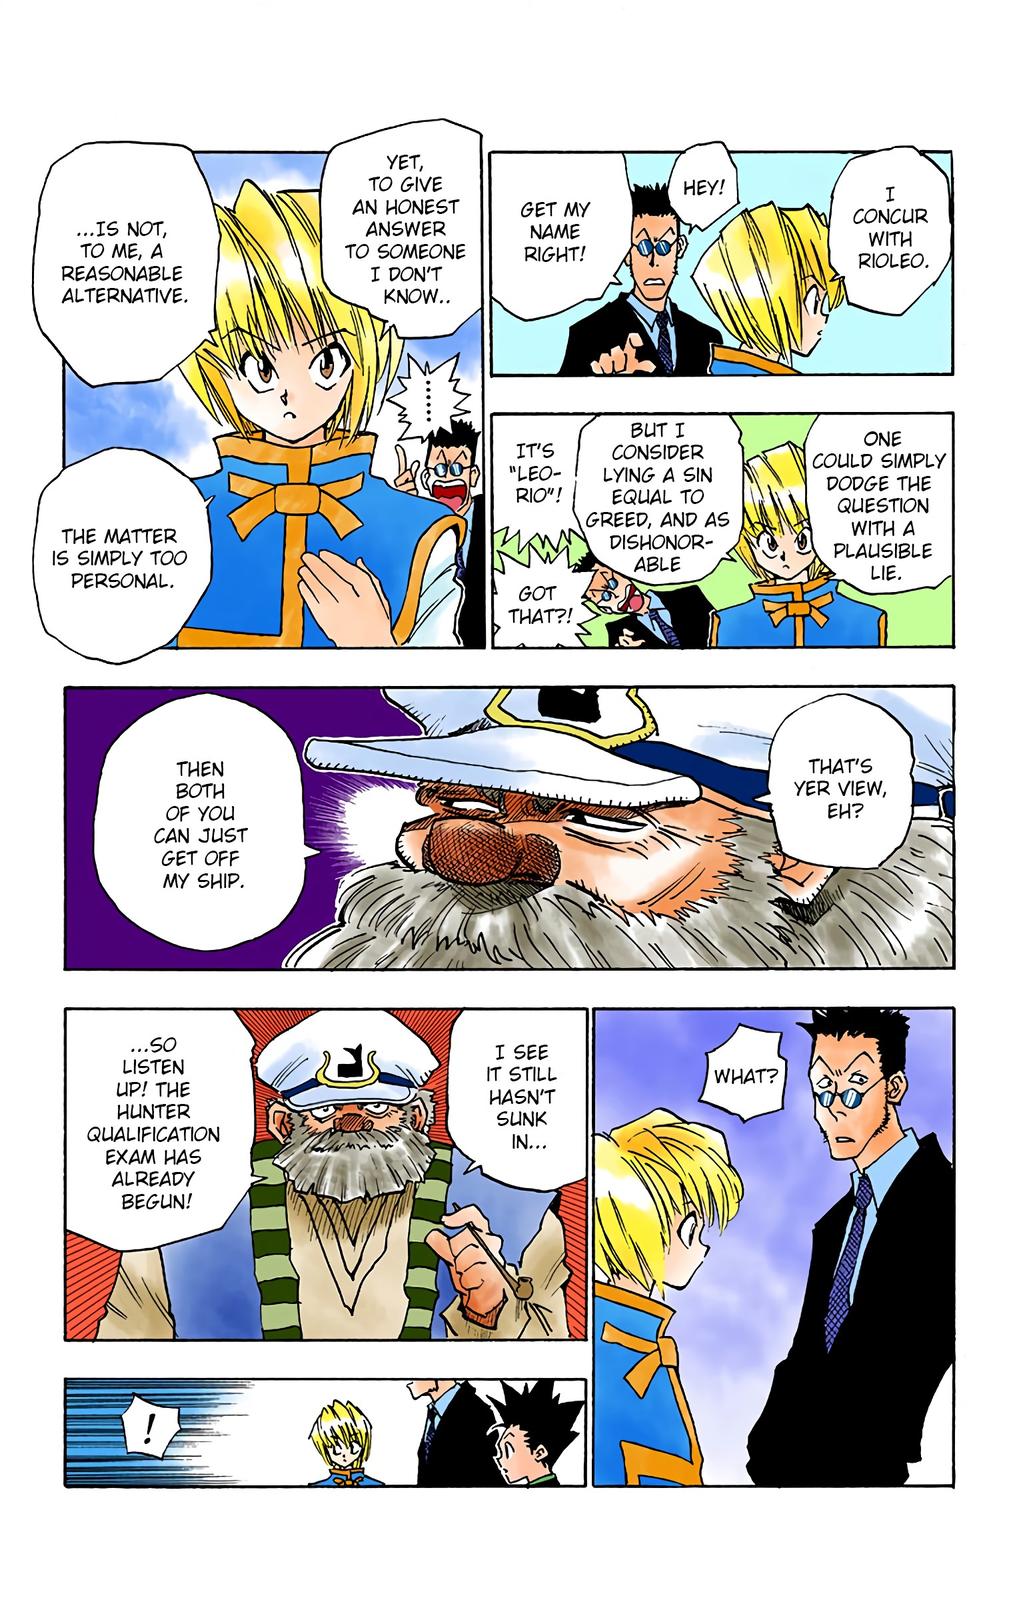 I
CONCUR
WITH
RIOLEO.
HEY!
GET MY
NAME
RIGHT!
YET,
TO GIVE
AN HONEST
ANSWER
TO SOMEONE
I DON'T
KNOW..
...IS NOT,
TO ME, A
REASONABLE
ALTERNATIVE.
........
THE MATTER
IS SIMPLY TOO
PERSONAL.
ONE
COULD SIMPLY
DODGE THE
QUESTION
WITH A
PLAUSIBLE
LIE.
BUT I
CONSIDER
LYING A SIN
EQUAL TO
GREED, AND AS
DISHONOR-
ABLE
IT'S
"LEO-
RIO"!
GOT
THAT?!
THAT'S
YER VIEW,
EH?
THEN
BOTH
OF YOU
CAN JUST
GET OFF
MY SHIP.
WHAT?
I SEE
IT STILL
HASN'T
SUNK
IN...
...SO
LISTEN
UP! THE
HUNTER
QUALIFICATION
EXAM HAS
ALREADY
BEGUN!
!